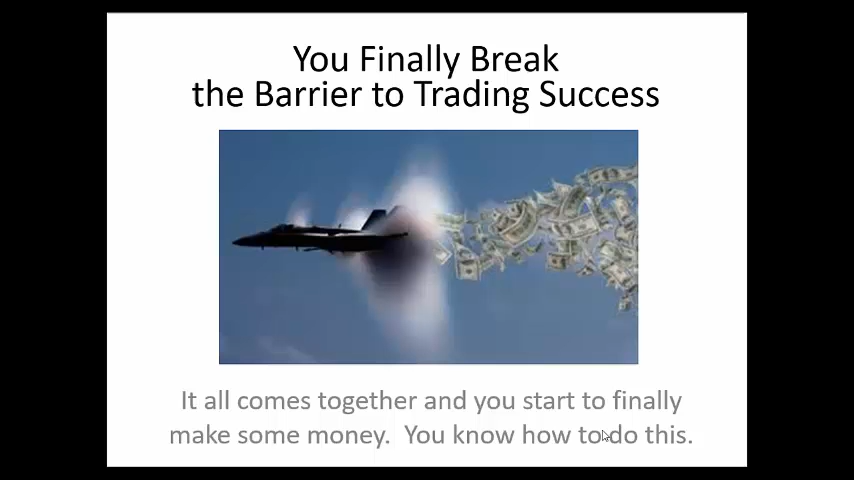 You Finally Break
the Barrier to Trading Success
It all comes together and you start to finally
make some money.  You know how to do this.